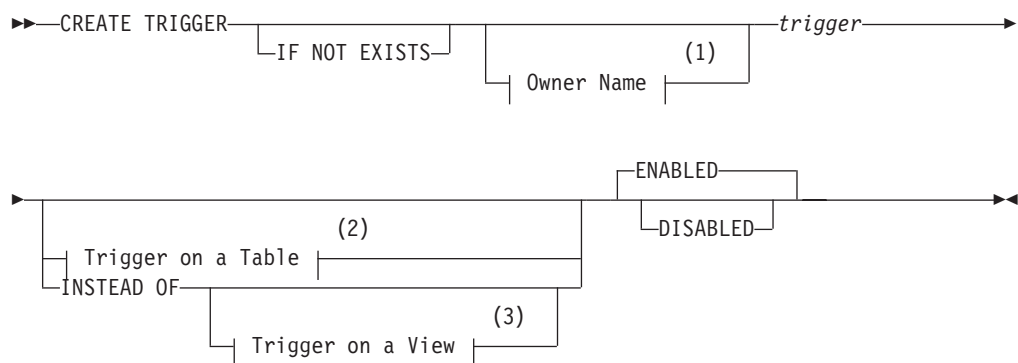 CREATE TRIGGER trigger
IF NOT EXISTS (1)
Owner Name
ENABLED
(2) DISABLED
Trigger on a Table
INSTEAD OF
(3)
Trigger on a View